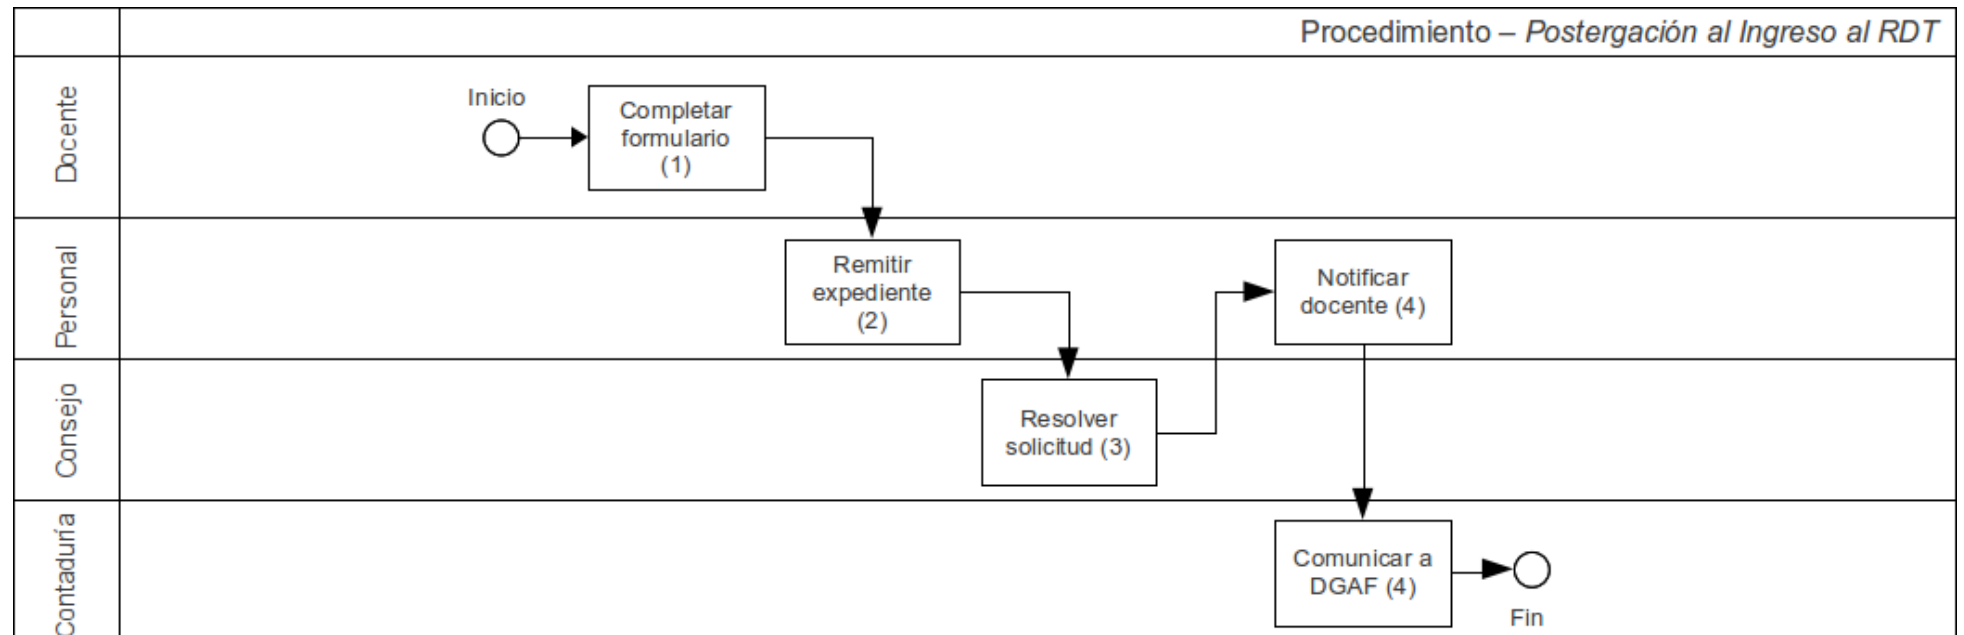 Procedimiento – Postergación al Ingreso al RDT
Docente
Inicio
Completar
formulario
(1)
Personal
Remitir
expediente
(2)
Notificar
docente (4)
Consejo
Resolver
solicitud (3)
Contaduría
Comunicar a
DGAF (4)
Fin